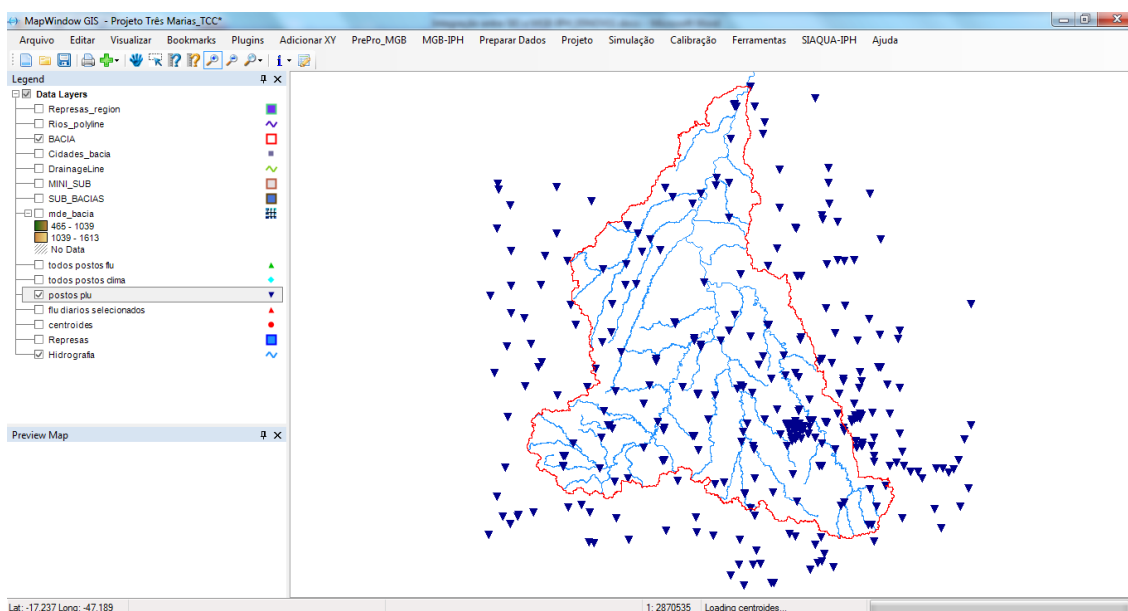 MapWindow GIS - Projeto Três Marias_TCC*
Arquivo Editar Visualizar Bookmarks Plugins Adicionar XY PrePro_MGB MGB-IPH Preparar Dados Projeto Simulação Calibração Ferramentas SIAQUA-IPH Ajuda
Legend
Data Layers
Represas_region
Rios_polyline
BACIA
Cidades_bacia
DrainageLine
MINI_SUB
SUB_BACIAS
mde_bacia
465 - 1039
1039 - 1613
No Data
todos postos flu
todos postos clima
postos plu
flu diarios selecionados
centroides
Represas
Hidrografia
Preview Map
Lat: -17.237 Long: -47.189 1: 2870535 Loading centroides...